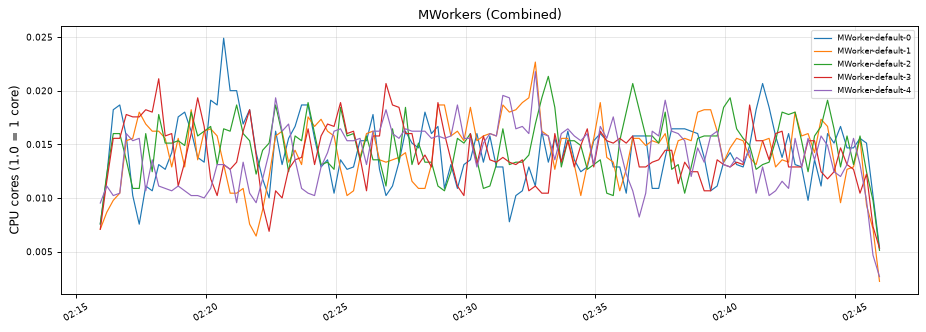 MWorkers (Combined)
CPU cores (1.0 = 1 core)
0.025
0.020
0.015
0.010
0.005
MWorker-default-0
MWorker-default-1
MWorker-default-2
MWorker-default-3
MWorker-default-4
02:15
02:20
02:25
02:30
02:35
02:40
02:45